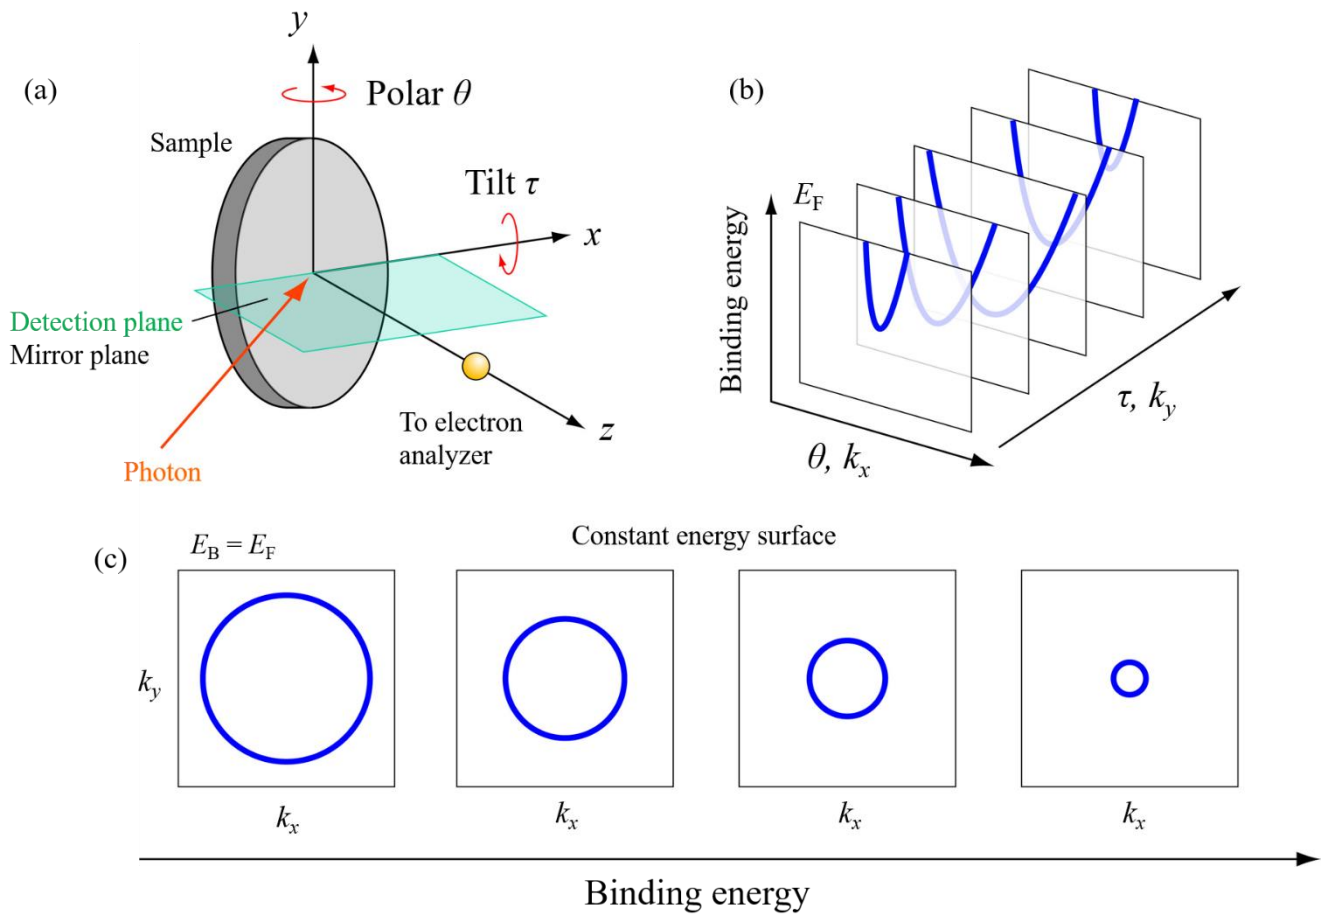 (a)
y
Polar θ
Sample
Tilt τ
x
Detection plane
Mirror plane
Photon
To electron
analyzer
z
(b)
E_F
Binding energy
θ, k_x
τ, k_y
(c)
E_B = E_F
Constant energy surface
k_y
k_x
k_x
k_x
k_x
Binding energy